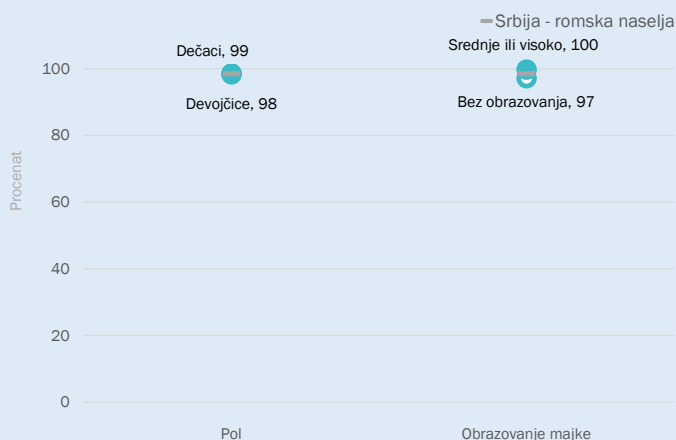 Srbija - romska naselja
Dečaci, 99
Srednje ili visoko, 100
100
Devojčice, 98
Bez obrazovanja, 97
80
Procenat
60
40
20
0
Pol
Obrazovanje majke